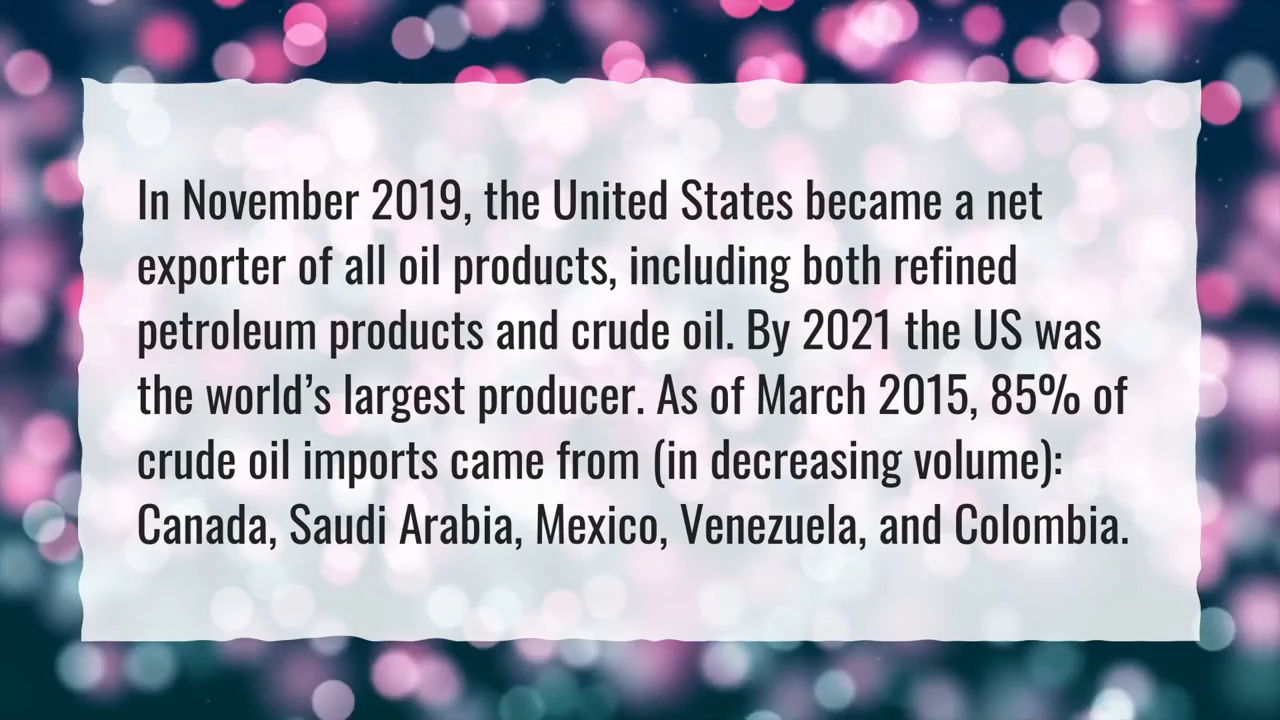 In November 2019, the United States became a net
exporter of all oil products, including both refined
petroleum products and crude oil. By 2021 the US was
the world’s largest producer. As of March 2015, 85% of
crude oil imports came from (in decreasing volume):
Canada, Saudi Arabia, Mexico, Venezuela, and Colombia.